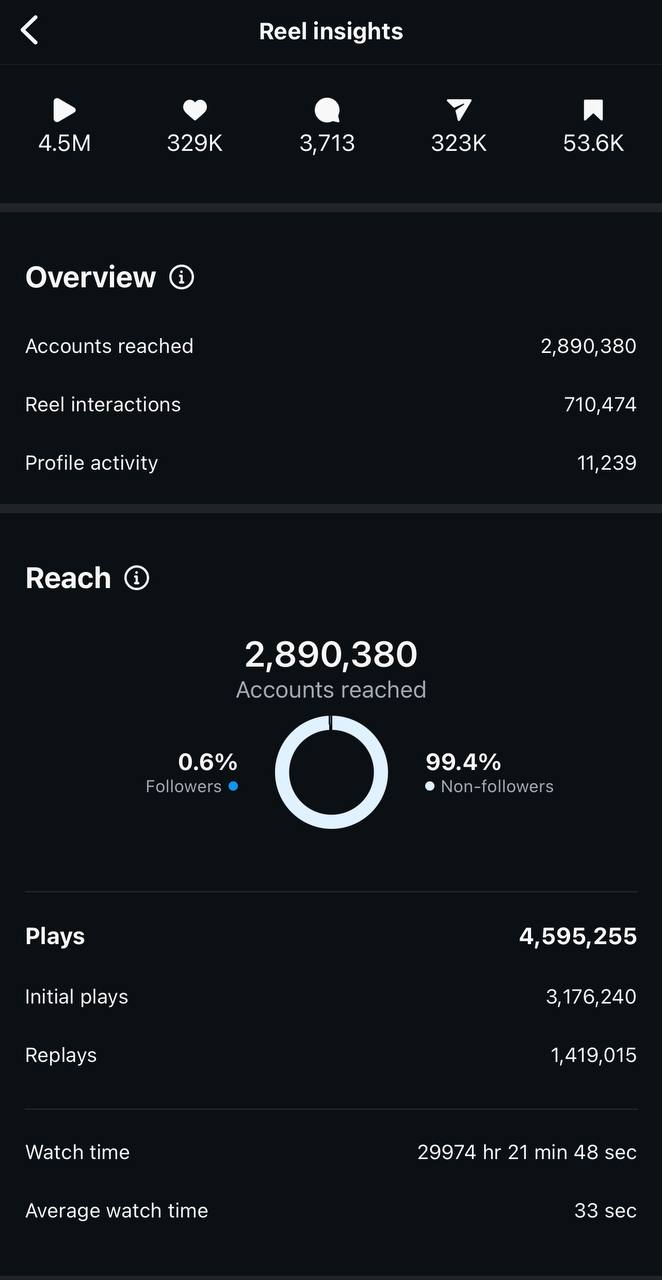 Reel insights
4.5M 329K 3,713 323K 53.6K
Overview
Accounts reached 2,890,380
Reel interactions 710,474
Profile activity 11,239
Reach
2,890,380
Accounts reached
0.6% 99.4%
Followers Non-followers
Plays 4,595,255
Initial plays 3,176,240
Replays 1,419,015
Watch time 29974 hr 21 min 48 sec
Average watch time 33 sec